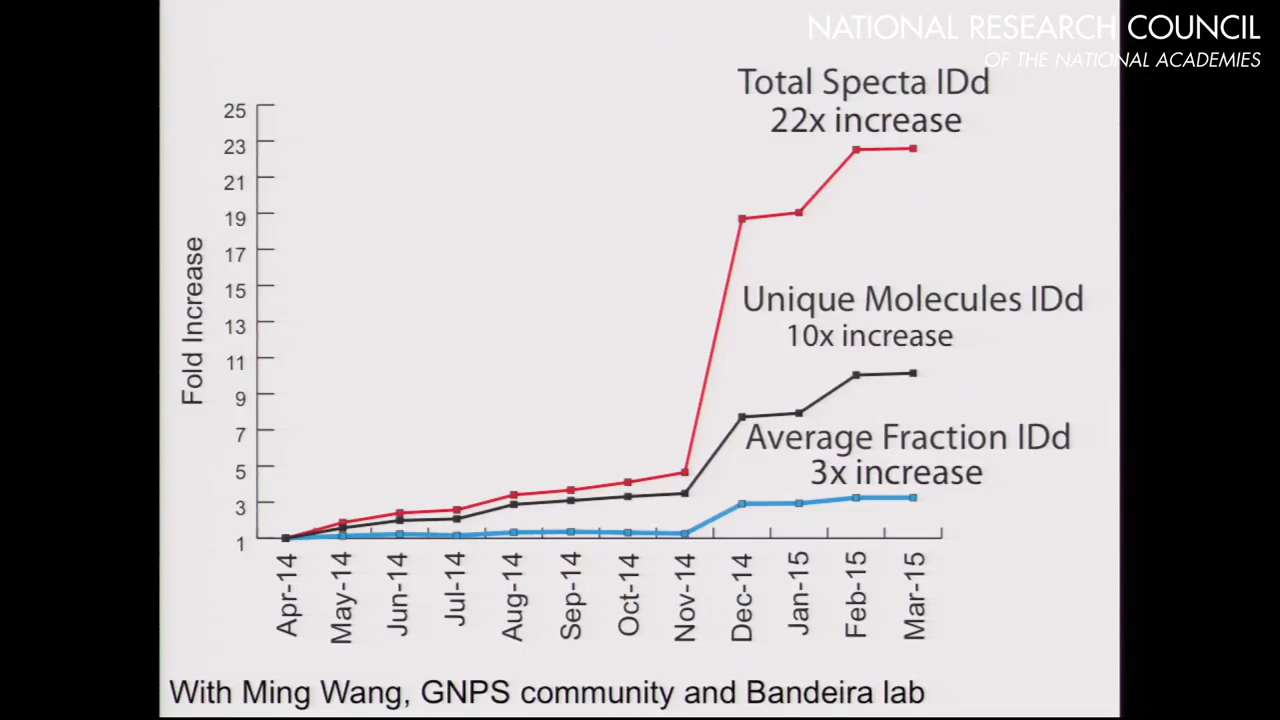 NATIONAL RESEARCH COUNCIL
OF THE NATIONAL ACADEMIES
Total Specta IDd
22x increase
Unique Molecules IDd
10x increase
Average Fraction IDd
3x increase
Fold Increase
25
23
21
19
17
15
13
11
9
7
5
3
1
Apr-14
May-14
Jun-14
Jul-14
Aug-14
Sep-14
Oct-14
Nov-14
Dec-14
Jan-15
Feb-15
Mar-15
With Ming Wang, GNPS community and Bandeira lab